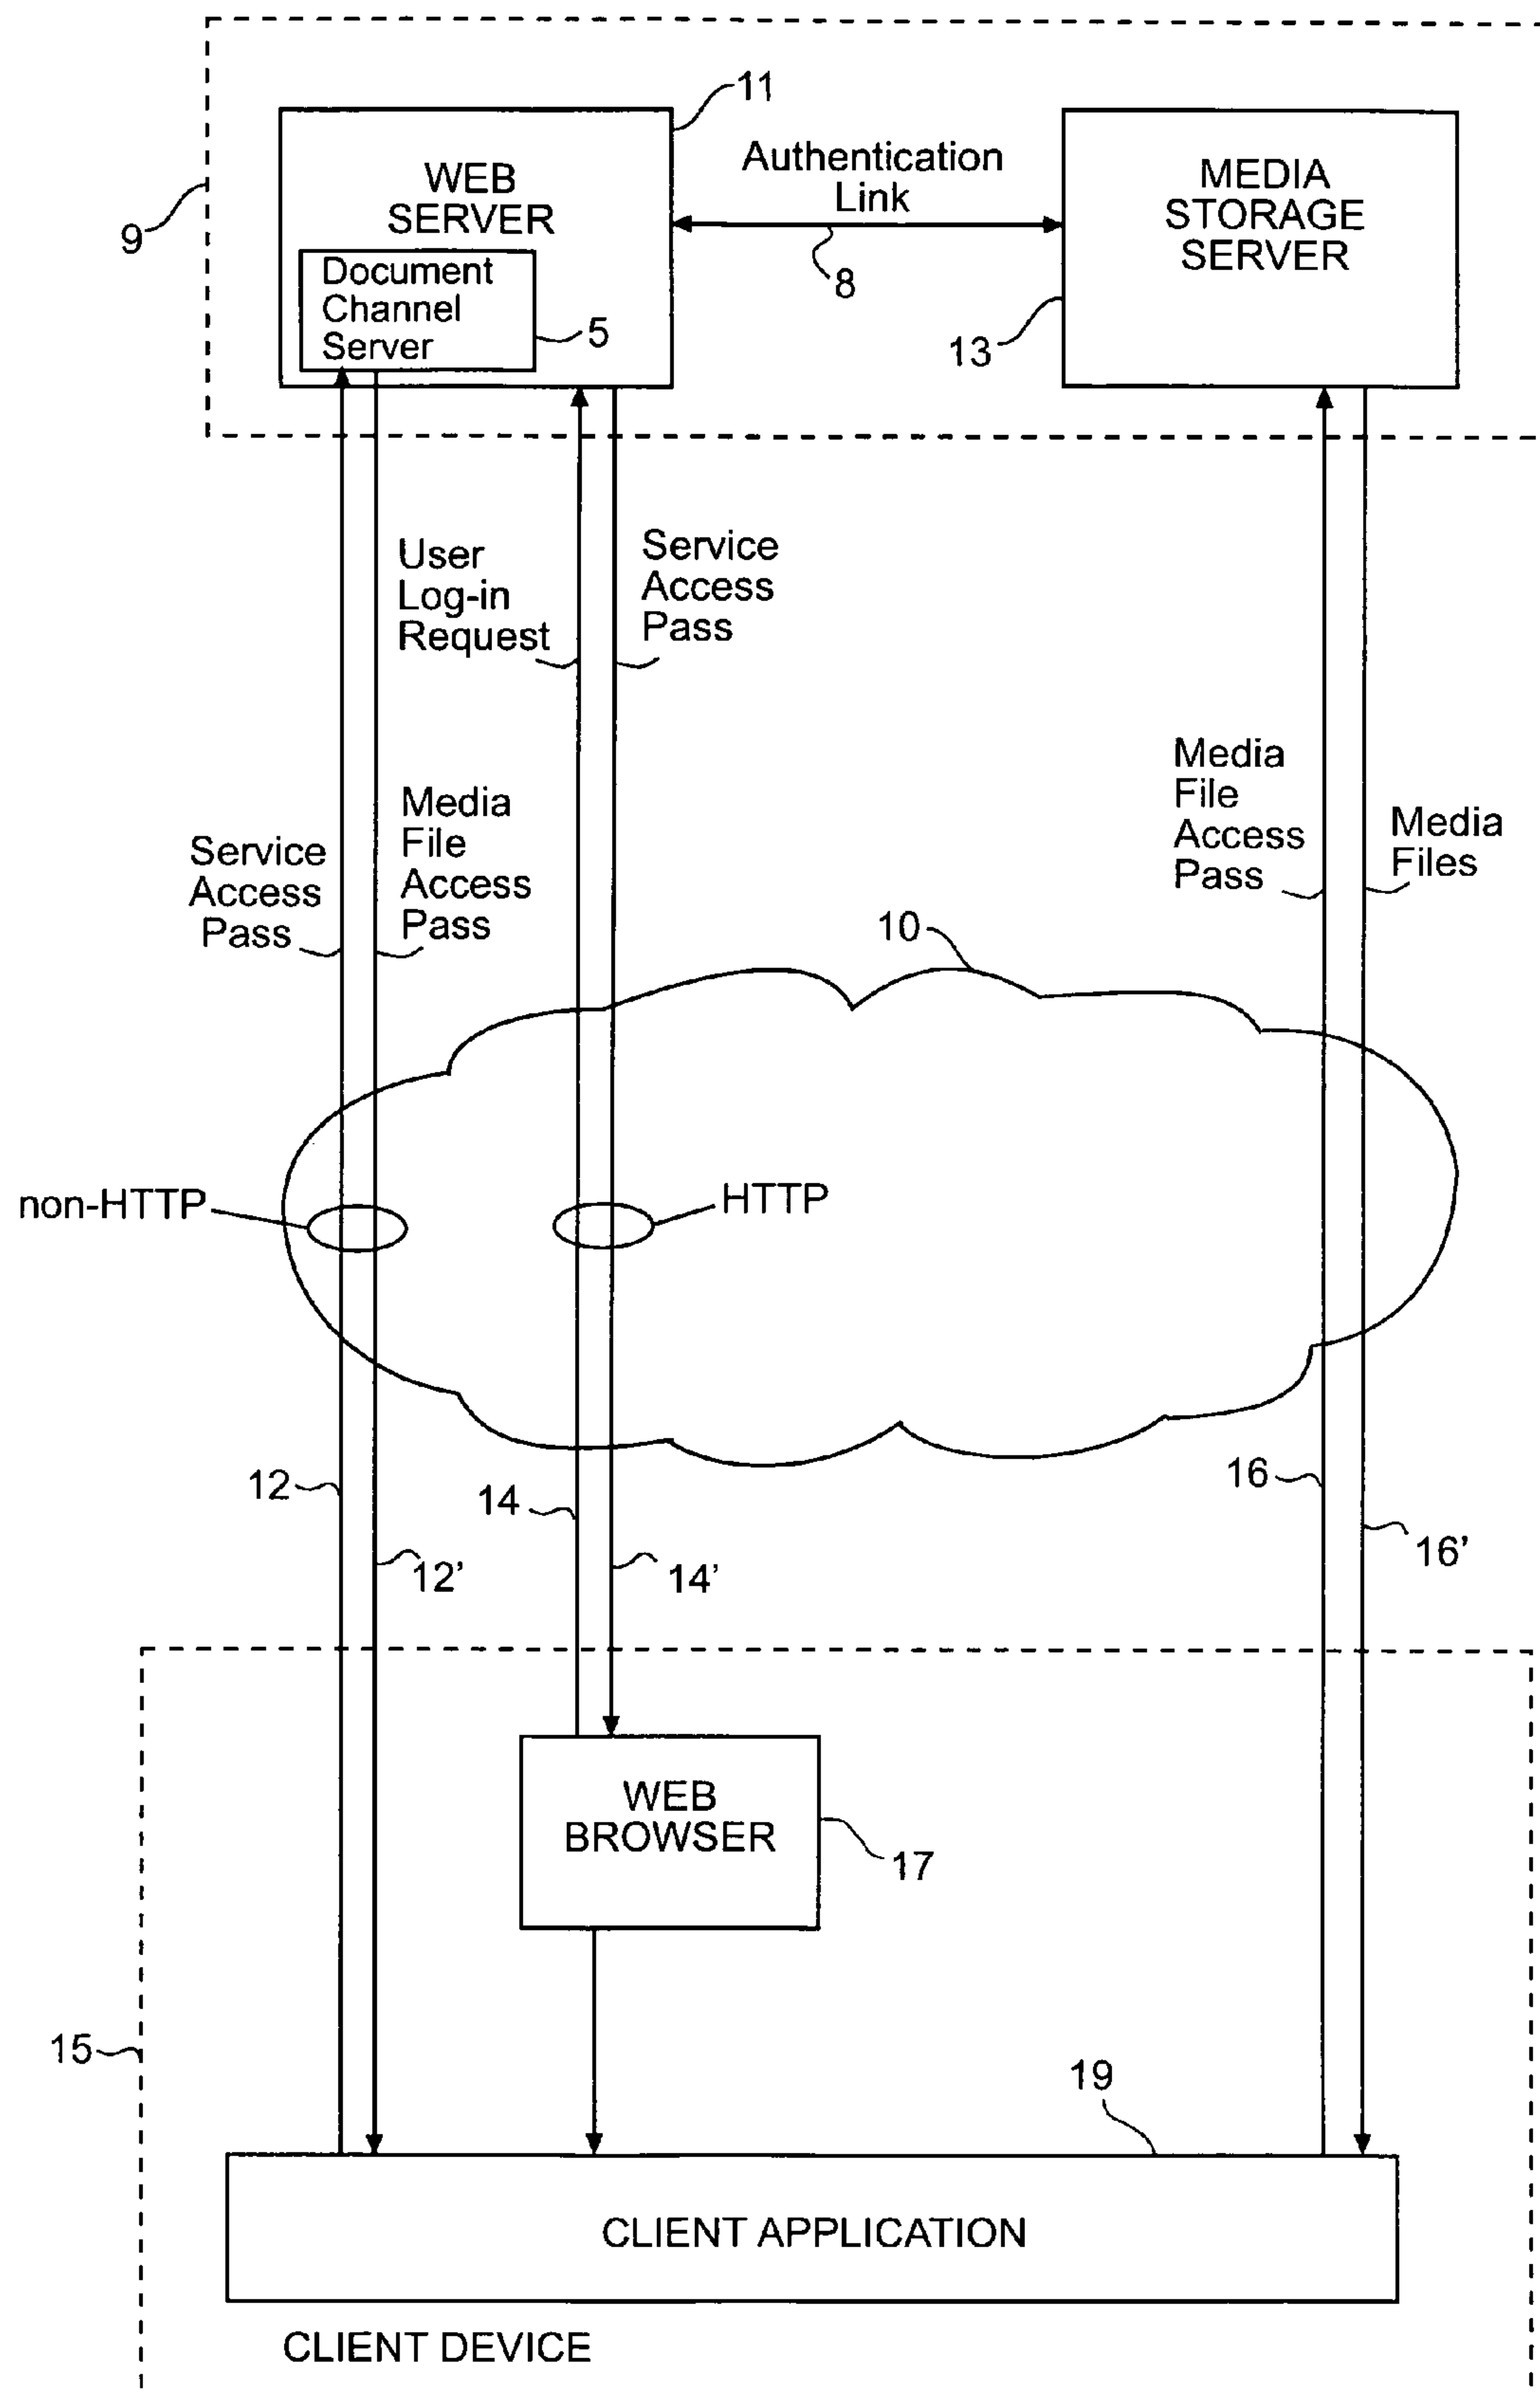 11
WEB
SERVER
Authentication
Link
MEDIA
STORAGE
SERVER
9
8
Document
Channel
Server
5
13
User
Log-in
Request
Service
Access
Pass
Media
File
Access
Pass
Media
Files
Service
Access
Pass
Media
File
Access
Pass
10
non-HTTP
HTTP
12
14
16
12’
14’
16’
WEB
BROWSER
17
15
19
CLIENT APPLICATION
CLIENT DEVICE